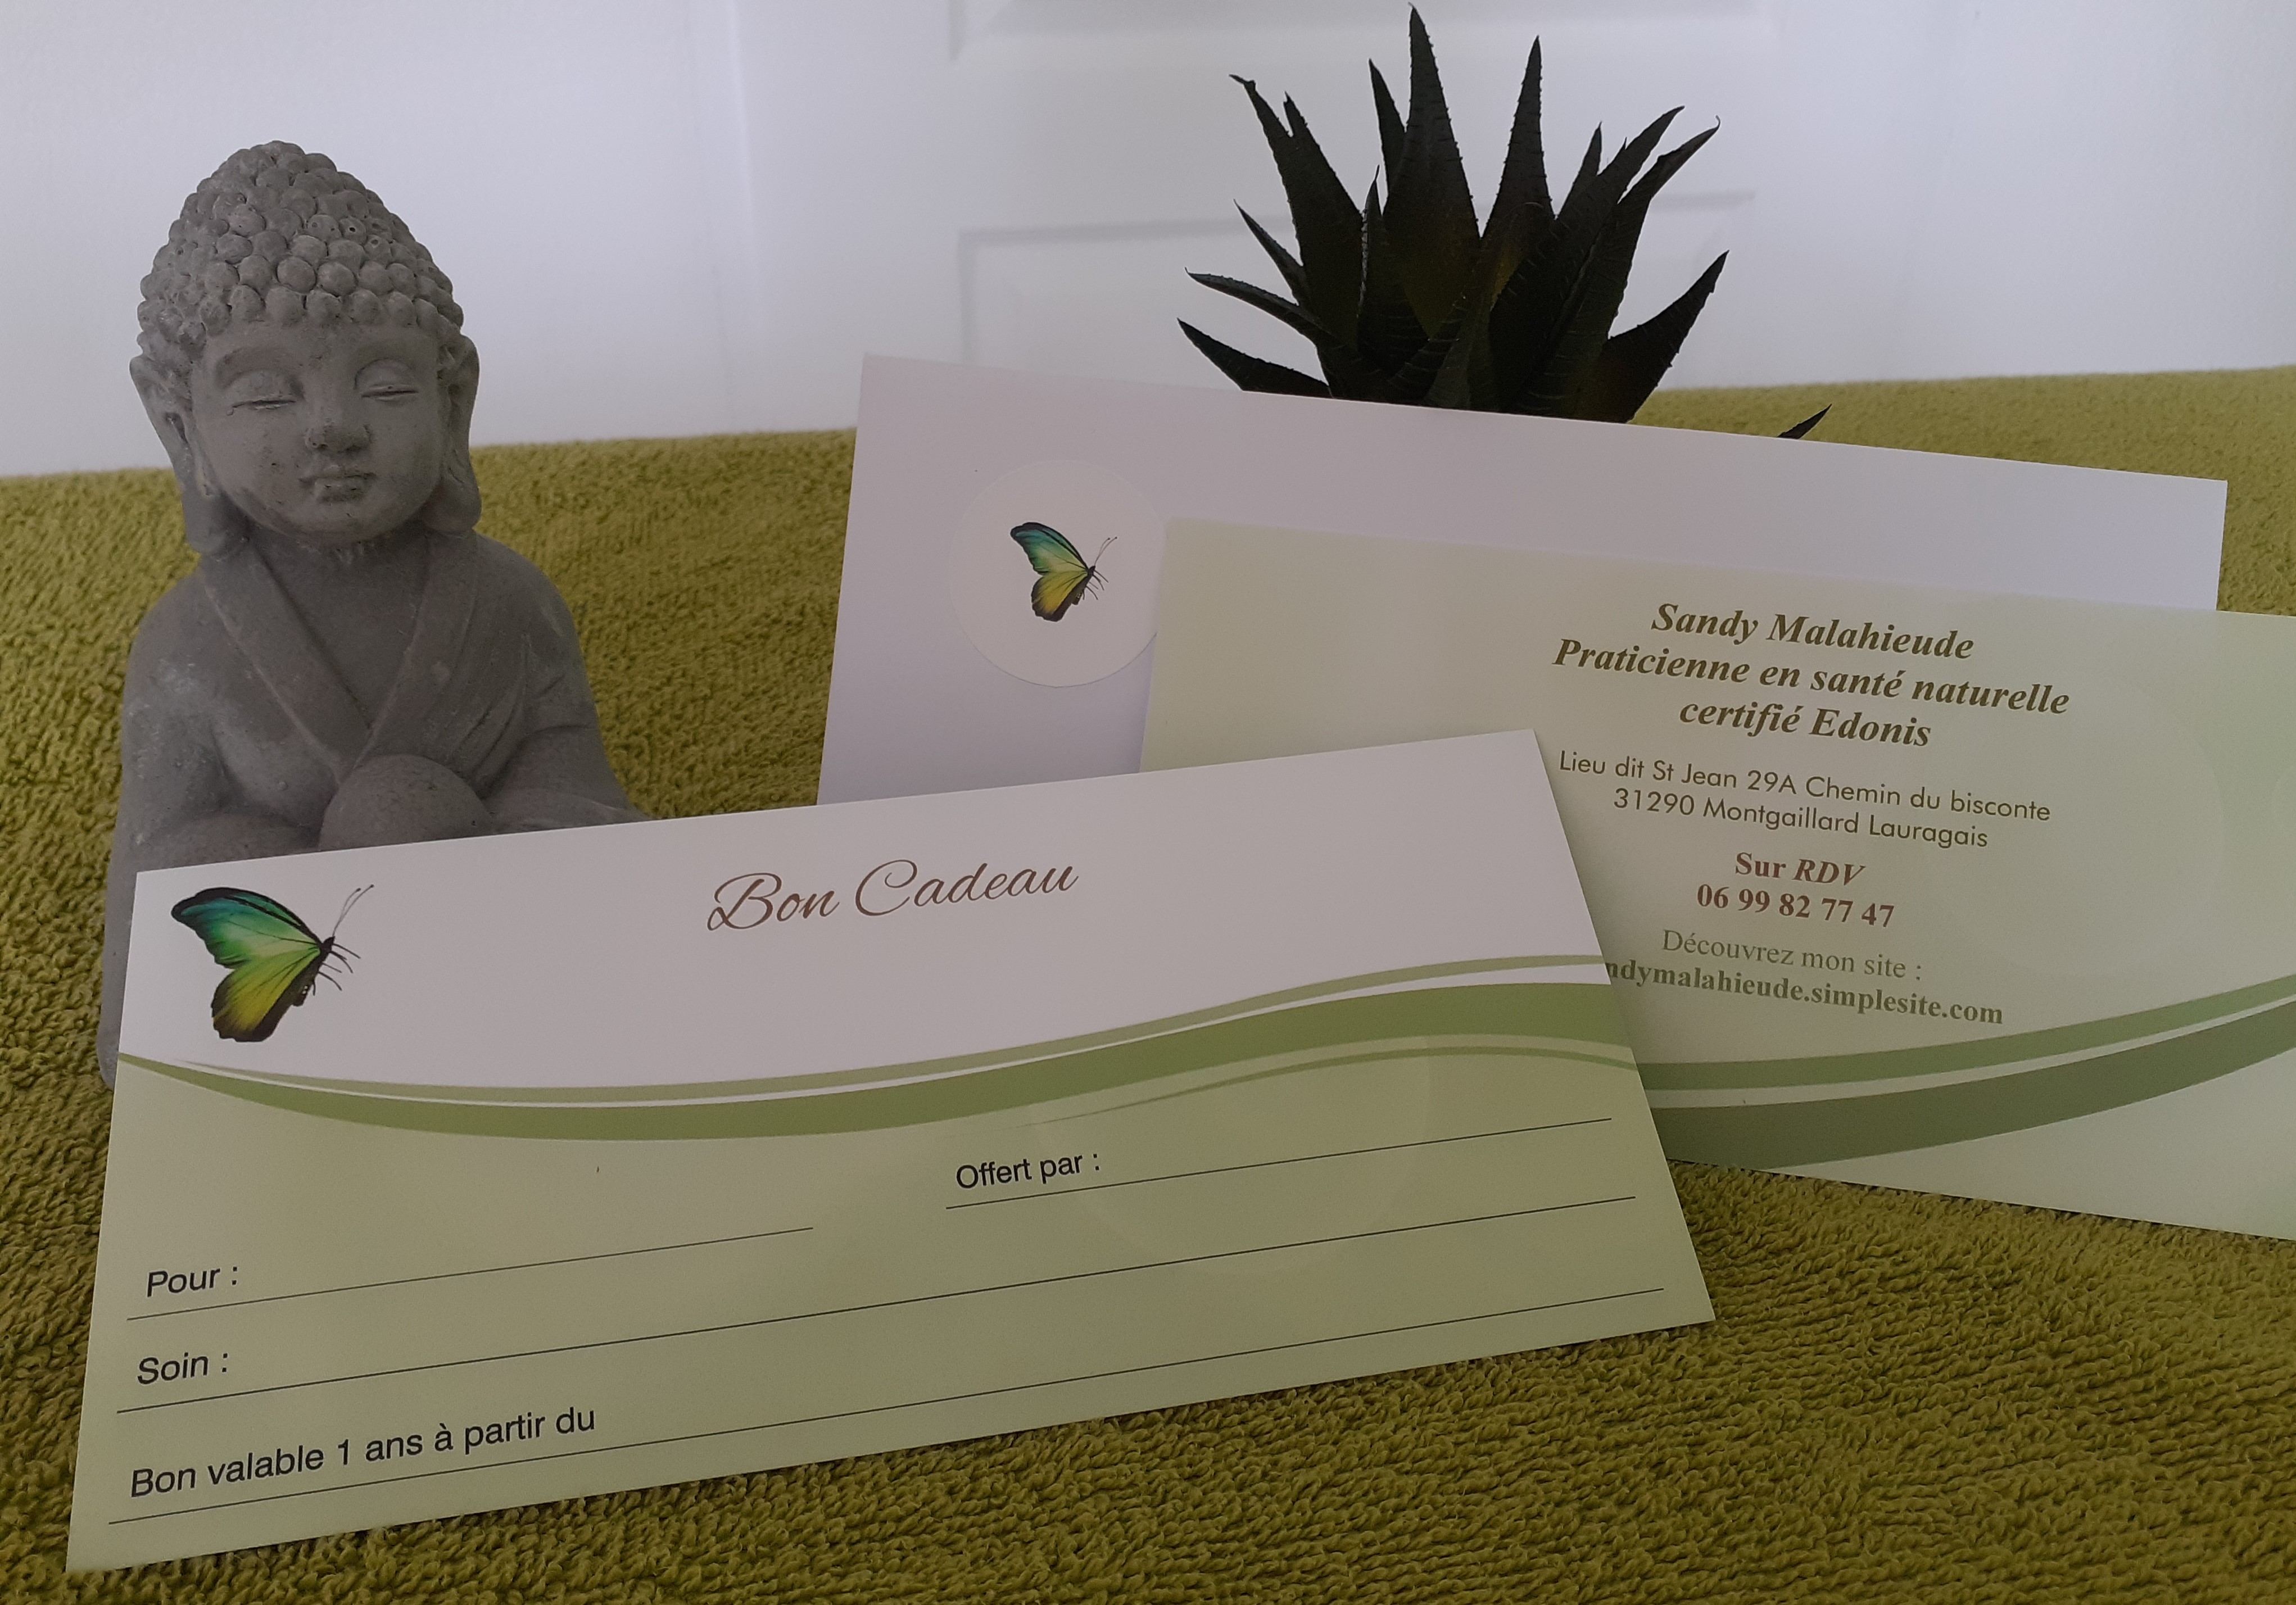 Sandy Malahieude
Praticienne en santé naturelle
certifié Edonis
Lieu dit St Jean 29A Chemin du bisconte
31290 Montgaillard Lauragais
Sur RDV
06 99 82 77 47
Découvrez mon site :
ndymalahieude.simplesite.com
Bon Cadeau
Offert par :
Pour :
Soin :
Bon valable 1 ans à partir du